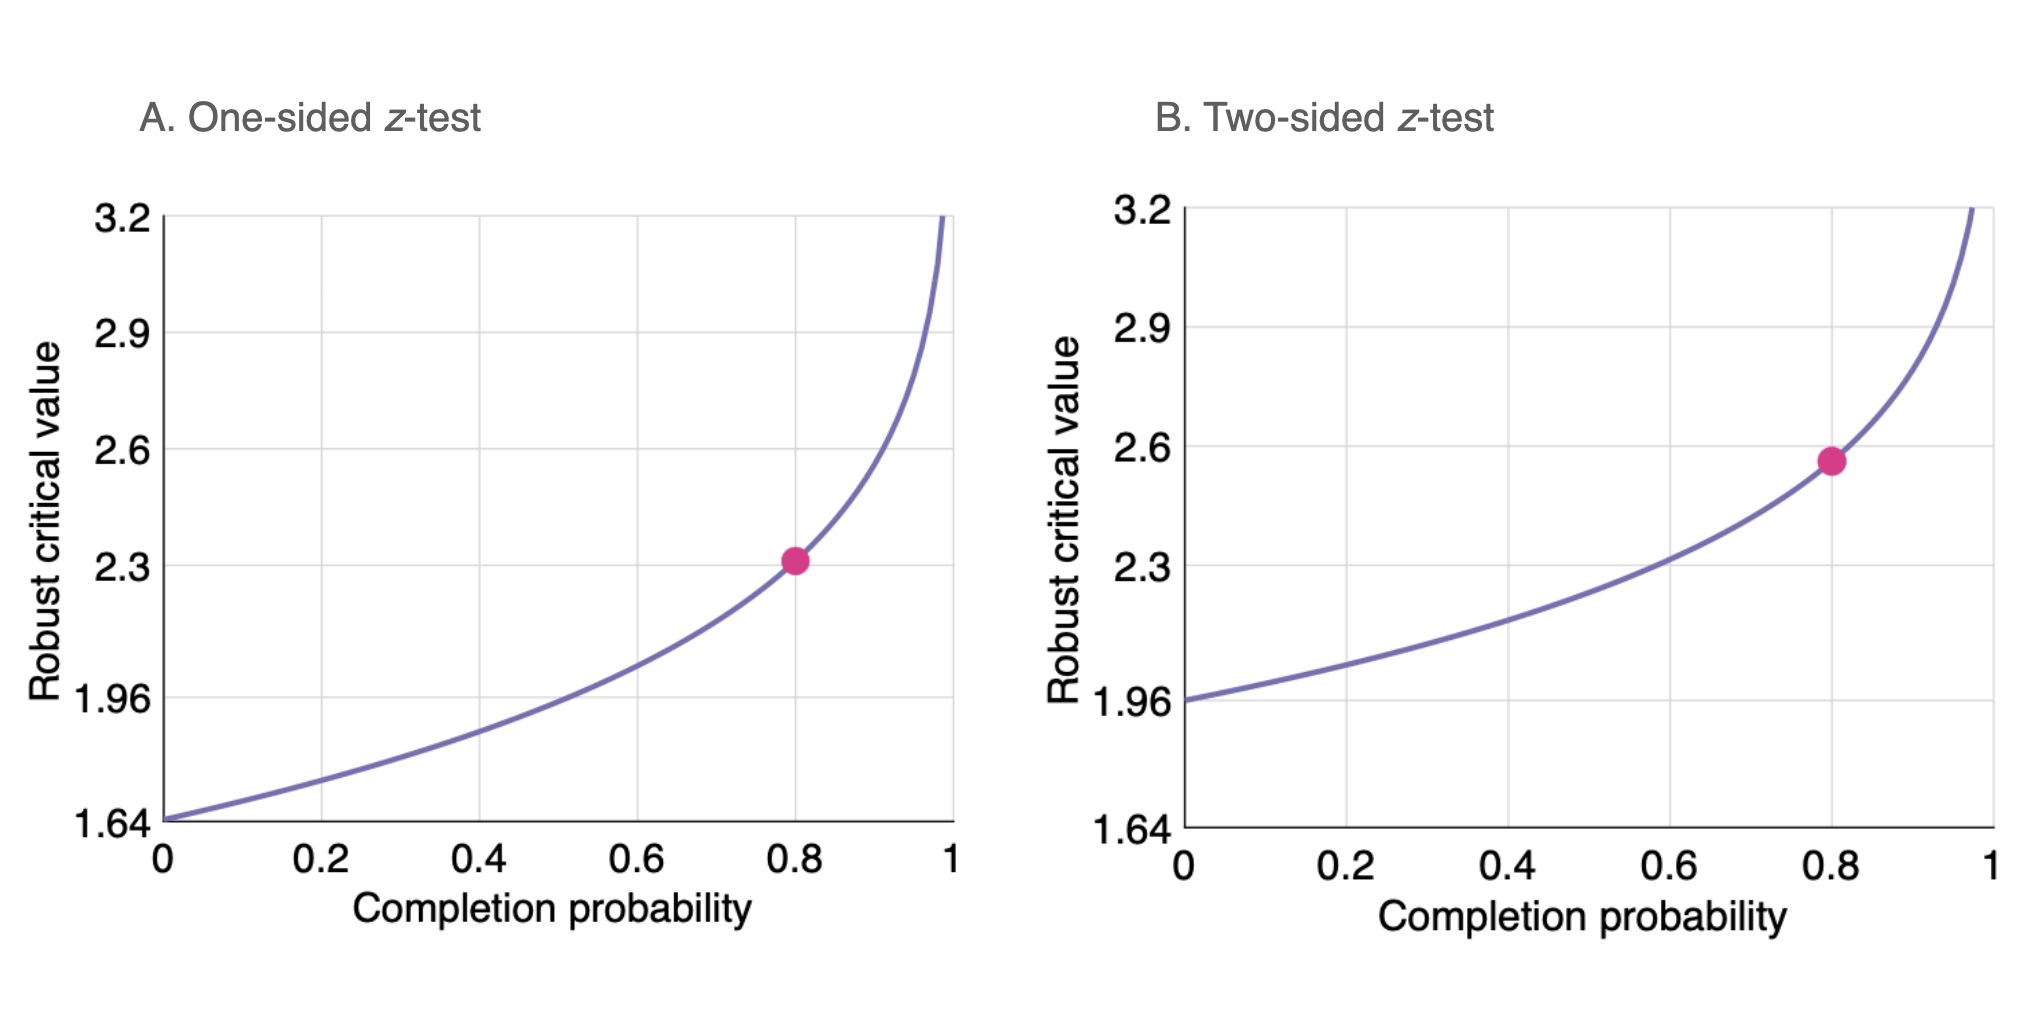 A. One-sided z-test
3.2
2.9
2.6
2.3
1.96
1.64
Robust critical value
0 0.2 0.4 0.6 0.8 1
Completion probability
B. Two-sided z-test
3.2
2.9
2.6
2.3
1.96
1.64
Robust critical value
0 0.2 0.4 0.6 0.8 1
Completion probability